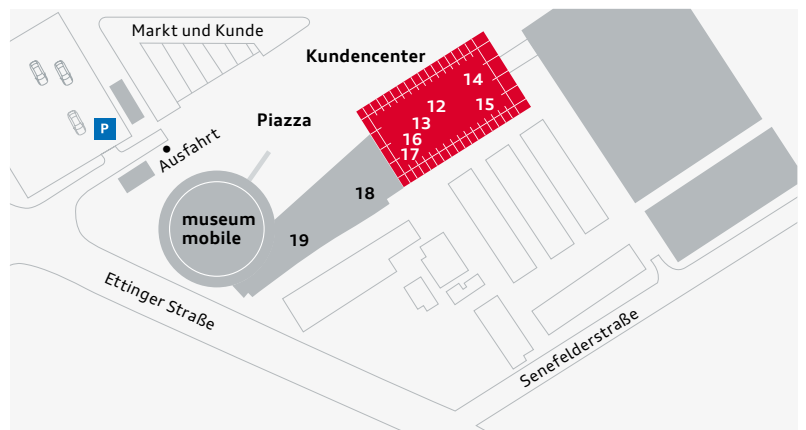 Markt und Kunde
Kundencenter
14
12
15
13
16
17
Piazza
P
Ausfahrt
18
museum
mobile
19
Ettinger Straße
Senefelderstraße